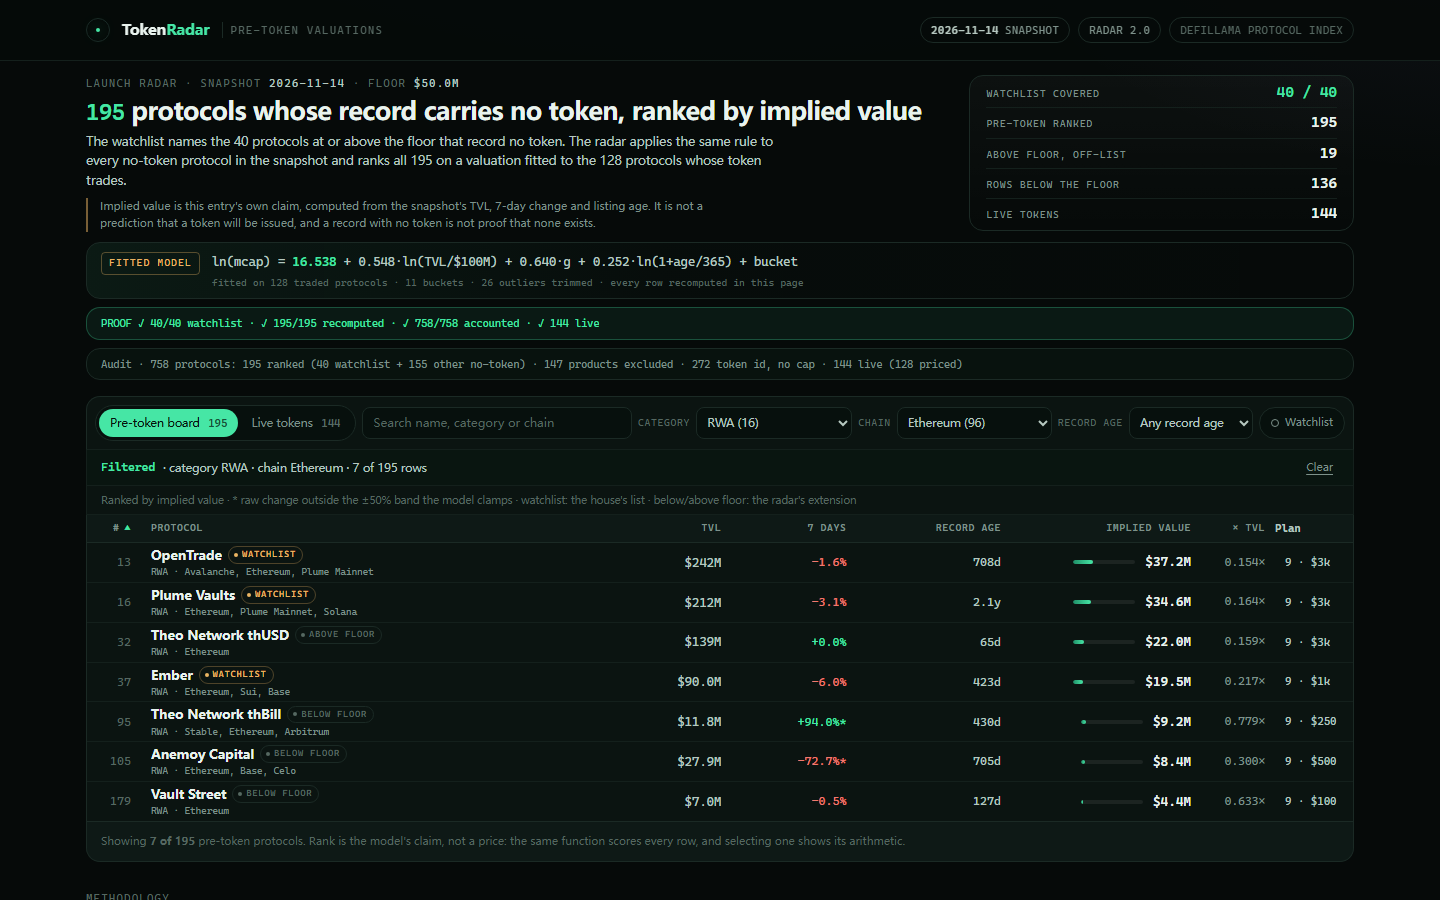 TokenRadar PRE-TOKEN VALUATIONS 2026-11-14 SNAPSHOT RADAR 2.0 DEFILLAMA PROTOCOL INDEX
LAUNCH RADAR · SNAPSHOT 2026-11-14 · FLOOR $50.0M
195 protocols whose record carries no token, ranked by implied value
The watchlist names the 40 protocols at or above the floor that record no token. The radar applies the same rule to
every no-token protocol in the snapshot and ranks all 195 on a valuation fitted to the 128 protocols whose token
trades.
Implied value is this entry's own claim, computed from the snapshot's TVL, 7-day change and listing age. It is not a
prediction that a token will be issued, and a record with no token is not proof that none exists.
WATCHLIST COVERED 40 / 40
PRE-TOKEN RANKED 195
ABOVE FLOOR, OFF-LIST 19
ROWS BELOW THE FLOOR 136
LIVE TOKENS 144
FITTED MODEL ln(mcap) = 16.538 + 0.548·ln(TVL/$100M) + 0.640·g + 0.252·ln(1+age/365) + bucket
fitted on 128 traded protocols · 11 buckets · 26 outliers trimmed · every row recomputed in this page
PROOF ✓ 40/40 watchlist · ✓ 195/195 recomputed · ✓ 758/758 accounted · ✓ 144 live
Audit · 758 protocols: 195 ranked (40 watchlist + 155 other no-token) · 147 products excluded · 272 token id, no cap · 144 live (128 priced)
Pre-token board 195 Live tokens 144 Search name, category or chain CATEGORY RWA (16) CHAIN Ethereum (96) RECORD AGE Any record age Watchlist
Filtered · category RWA · chain Ethereum · 7 of 195 rows Clear
Ranked by implied value · * raw change outside the ±50% band the model clamps · watchlist: the house's list · below/above floor: the radar's extension
# ▲ PROTOCOL TVL 7 DAYS RECORD AGE IMPLIED VALUE × TVL Plan
13 OpenTrade WATCHLIST $242M −1.6% 708d $37.2M 0.154× 9 · $3k
RWA · Avalanche, Ethereum, Plume Mainnet
16 Plume Vaults WATCHLIST $212M −3.1% 2.1y $34.6M 0.164× 9 · $3k
RWA · Ethereum, Plume Mainnet, Solana
32 Theo Network thUSD ABOVE FLOOR $139M +0.0% 65d $22.0M 0.159× 9 · $3k
RWA · Ethereum
37 Ember WATCHLIST $90.0M −6.0% 423d $19.5M 0.217× 9 · $1k
RWA · Ethereum, Sui, Base
95 Theo Network thBill BELOW FLOOR $11.8M +94.0%* 430d $9.2M 0.779× 9 · $250
RWA · Stable, Ethereum, Arbitrum
105 Anemoy Capital BELOW FLOOR $27.9M −72.7%* 705d $8.4M 0.300× 9 · $500
RWA · Ethereum, Base, Celo
179 Vault Street BELOW FLOOR $7.0M −0.5% 127d $4.4M 0.633× 9 · $100
RWA · Ethereum
Showing 7 of 195 pre-token protocols. Rank is the model's claim, not a price: the same function scores every row, and selecting one shows its arithmetic.
METHODOLOGY